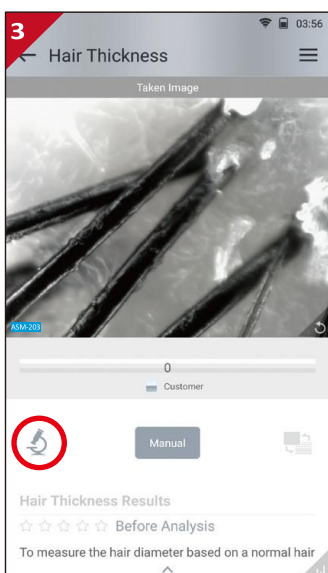 3
03:56
Hair Thickness
Taken Image
ASM-203
0
Customer
Manual
Hair Thickness Results
Before Analysis
To measure the hair diameter based on a normal hair